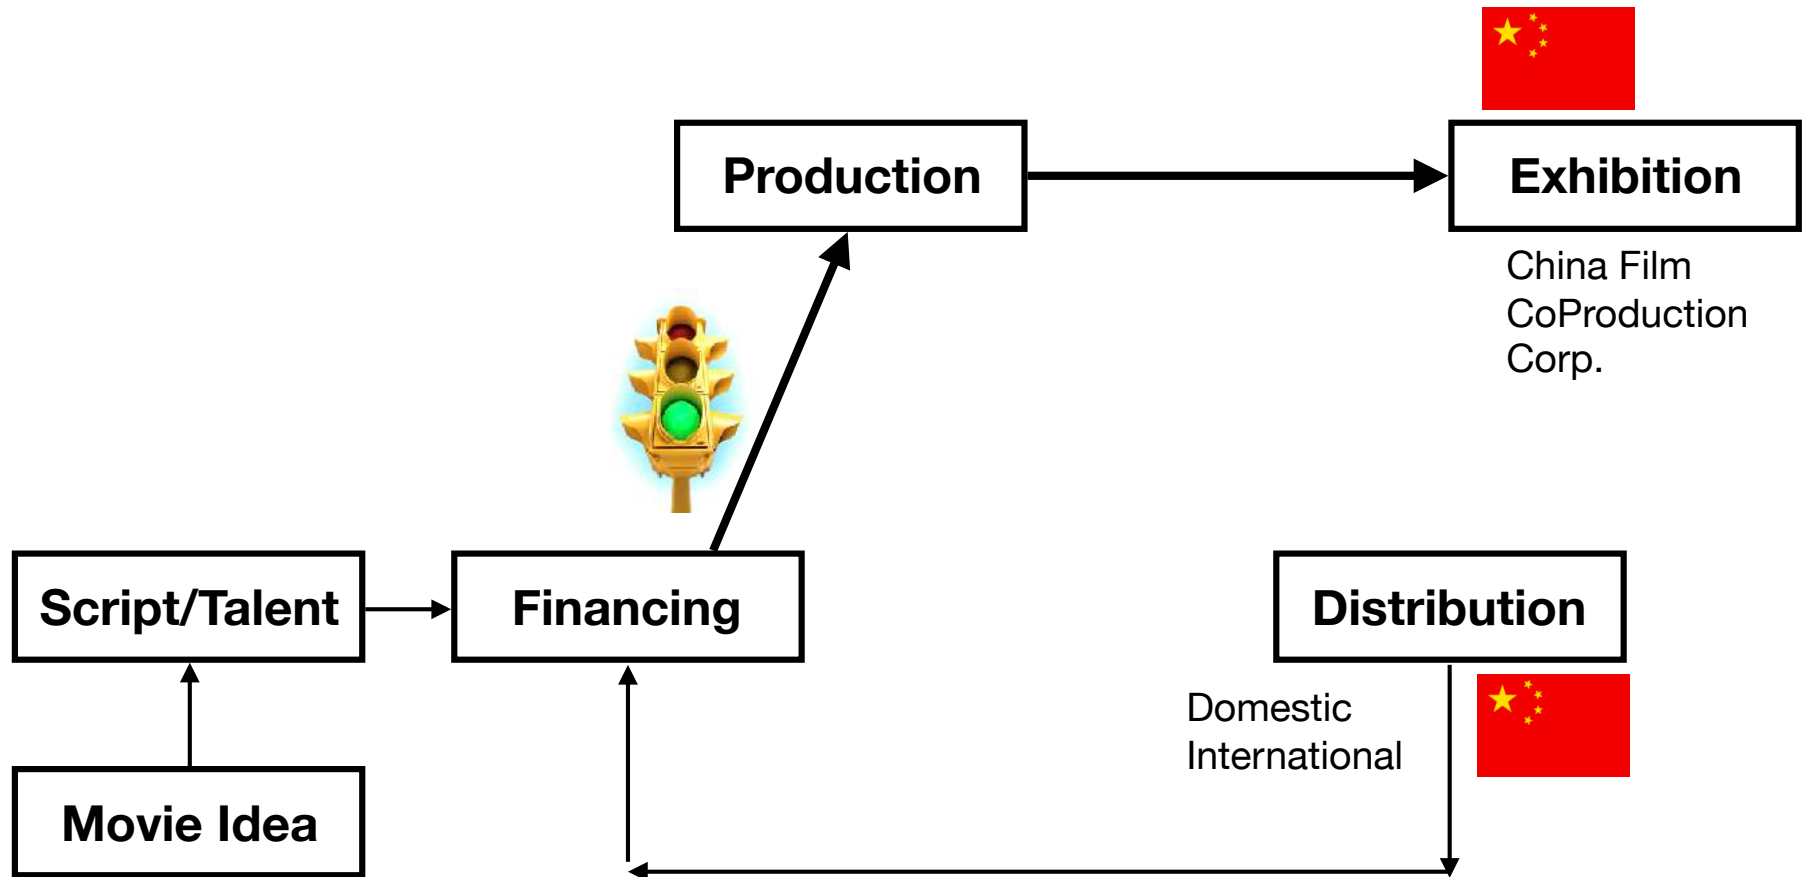 Production
Exhibition
China Film
CoProduction
Corp.
Script/Talent
Financing
Distribution
Domestic
International
Movie Idea